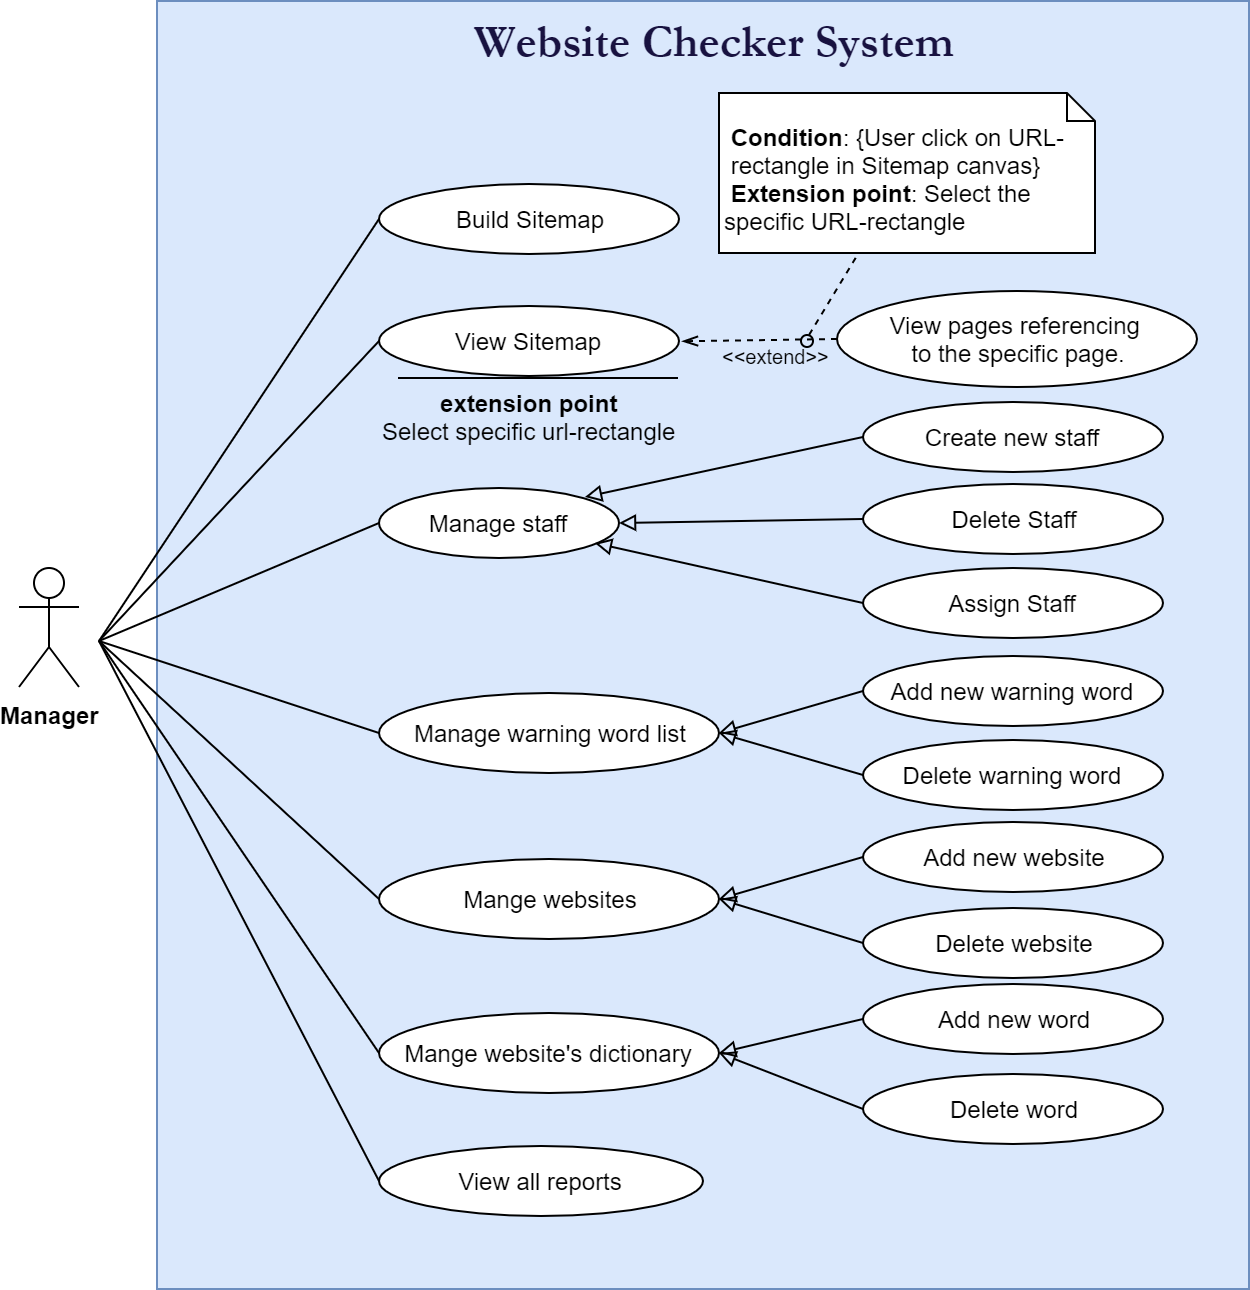 Website Checker System
Condition: {User click on URL-
rectangle in Sitemap canvas}
Extension point: Select the
specific URL-rectangle
Build Sitemap
View Sitemap
<<extend>>
View pages referencing
to the specific page.
extension point
Select specific url-rectangle
Create new staff
Manage staff
Delete Staff
Assign Staff
Manager
Add new warning word
Manage warning word list
Delete warning word
Add new website
Mange websites
Delete website
Add new word
Mange website's dictionary
Delete word
View all reports